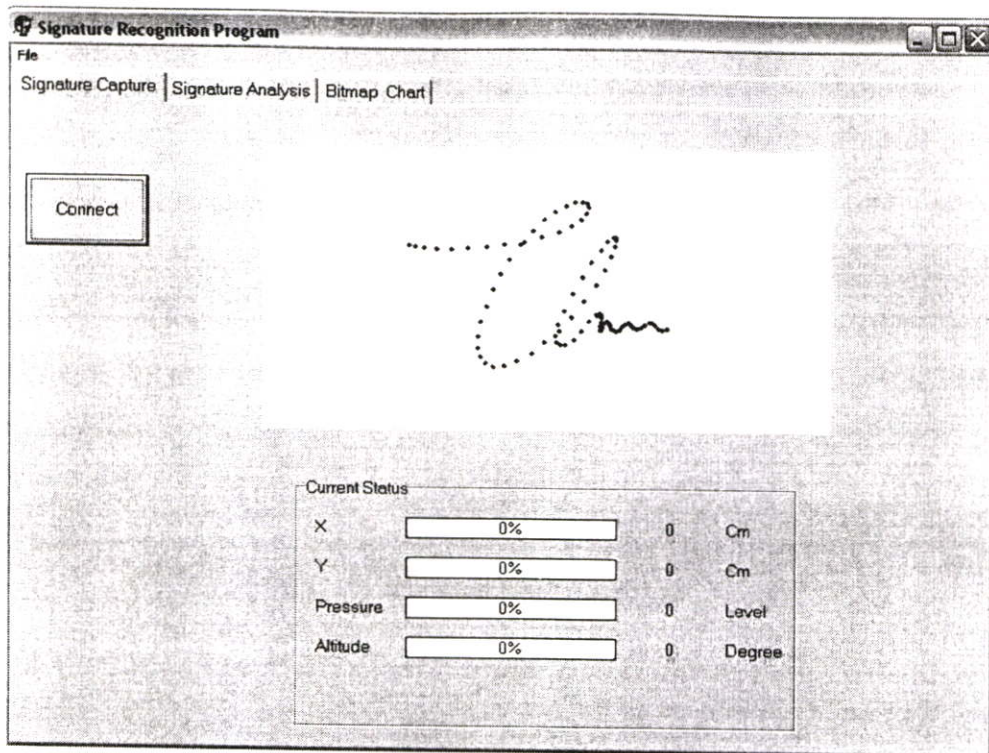 Signature Recognition Program
File
Signature Capture Signature Analysis Bitmap Chart
Connect
Current Status
X 0% 0 Cm
Y 0% 0 Cm
Pressure 0% 0 Level
Altitude 0% 0 Degree